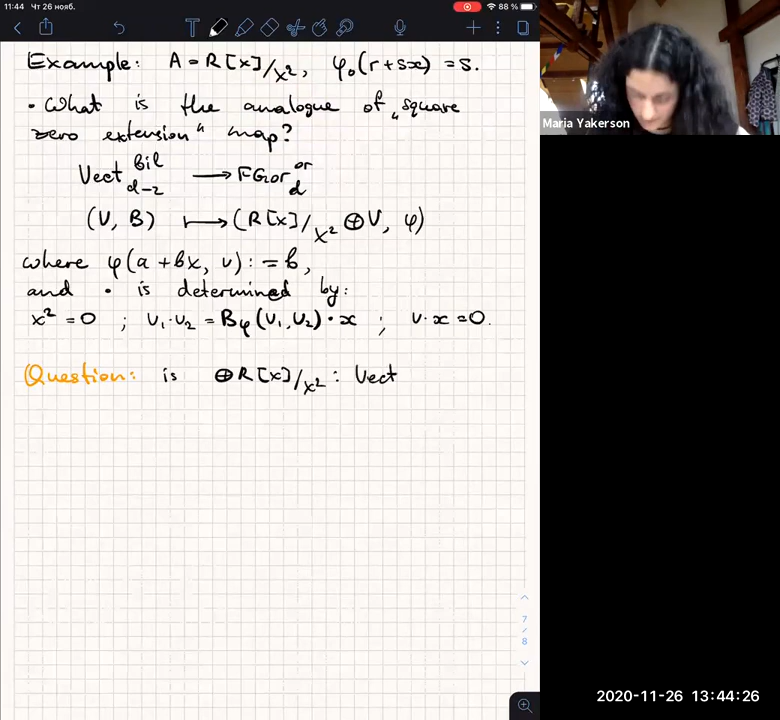 11:44 Чт 26 нояб.
88 %
Example: A = R[x]/x², φ₀(r + sx) = s.
• What is the analogue of „square
zero extension" map?
Vect^{bil}_{d-2} ⟶ FGor^{or}_d
(V, B) ⟼ (R[x]/x² ⊕ V, φ)
where φ(a + bx, v) := b,
and • is determined by:
x² = 0 ; v₁·v₂ = B_φ(v₁, v₂)·x ; v·x = 0.
Question: is ⊕ R[x]/x² : Vect
Maria Yakerson
7
/
8
2020-11-26 13:44:26